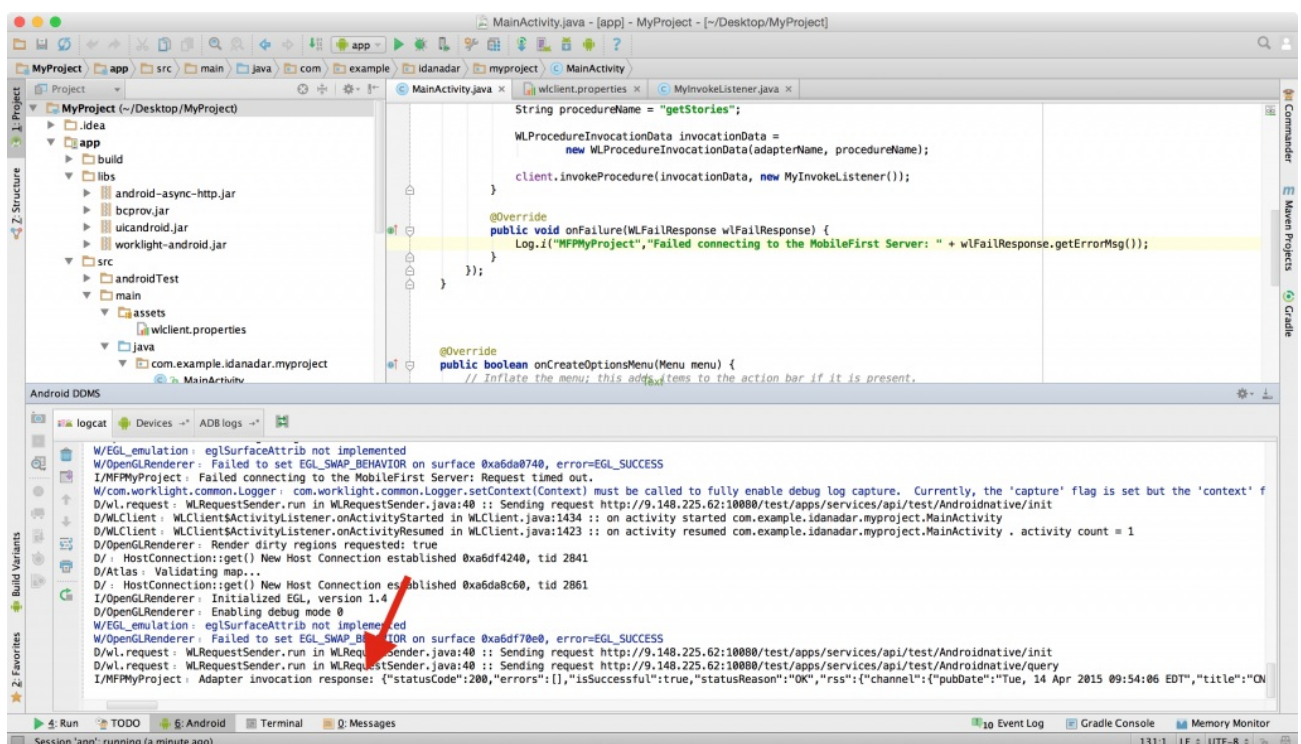 MainActivity.java - [app] - MyProject - [~/Desktop/MyProject]
app
MyProject app src main java com example idanadar myproject MainActivity
Project
MainActivity.java × wlclient.properties × MyInvokeListener.java ×
1: Project
Z: Structure
Build Variants
2: Favorites
Commander
Maven Projects
Gradle
MyProject (~/Desktop/MyProject)
.idea
app
build
libs
android-async-http.jar
bcprov.jar
uicandroid.jar
worklight-android.jar
src
androidTest
main
assets
wlclient.properties
java
com.example.idanadar.myproject
MainActivity
String procedureName = "getStories";
WLProcedureInvocationData invocationData =
new WLProcedureInvocationData(adapterName, procedureName);
client.invokeProcedure(invocationData, new MyInvokeListener());
}
@Override
public void onFailure(WLFailResponse wlFailResponse) {
Log.i("MFPMyProject","Failed connecting to the MobileFirst Server: " + wlFailResponse.getErrorMsg());
}
});
}
@Override
public boolean onCreateOptionsMenu(Menu menu) {
// Inflate the menu; this adds items to the action bar if it is present.
Text
Android DDMS
logcat Devices ADB logs
W/EGL_emulation: eglSurfaceAttrib not implemented
W/OpenGLRenderer: Failed to set EGL_SWAP_BEHAVIOR on surface 0xa6da0740, error=EGL_SUCCESS
I/MFPMyProject: Failed connecting to the MobileFirst Server: Request timed out.
W/com.worklight.common.Logger: com.worklight.common.Logger.setContext(Context) must be called to fully enable debug log capture. Currently, the 'capture' flag is set but the 'context' f
D/wl.request: WLRequestSender.run in WLRequestSender.java:40 :: Sending request http://9.148.225.62:10080/test/apps/services/api/test/Androidnative/init
D/WLClient: WLClient$ActivityListener.onActivityStarted in WLClient.java:1434 :: on activity started com.example.idanadar.myproject.MainActivity
D/WLClient: WLClient$ActivityListener.onActivityResumed in WLClient.java:1423 :: on activity resumed com.example.idanadar.myproject.MainActivity . activity count = 1
D/OpenGLRenderer: Render dirty regions requested: true
D/: HostConnection::get() New Host Connection established 0xa6df4240, tid 2841
D/Atlas: Validating map...
D/: HostConnection::get() New Host Connection established 0xa6da8c60, tid 2861
I/OpenGLRenderer: Initialized EGL, version 1.4
D/OpenGLRenderer: Enabling debug mode 0
W/EGL_emulation: eglSurfaceAttrib not implemented
W/OpenGLRenderer: Failed to set EGL_SWAP_BEHAVIOR on surface 0xa6df70e0, error=EGL_SUCCESS
D/wl.request: WLRequestSender.run in WLRequestSender.java:40 :: Sending request http://9.148.225.62:10080/test/apps/services/api/test/Androidnative/init
D/wl.request: WLRequestSender.run in WLRequestSender.java:40 :: Sending request http://9.148.225.62:10080/test/apps/services/api/test/Androidnative/query
I/MFPMyProject: Adapter invocation response: {"statusCode":200,"errors":[],"isSuccessful":true,"statusReason":"OK","rss":{"channel":{"pubDate":"Tue, 14 Apr 2015 09:54:06 EDT","title":"CN
4: Run TODO 6: Android Terminal 0: Messages 10 Event Log Gradle Console Memory Monitor
Session 'app': running (a minute ago) 131:1 LF UTF-8